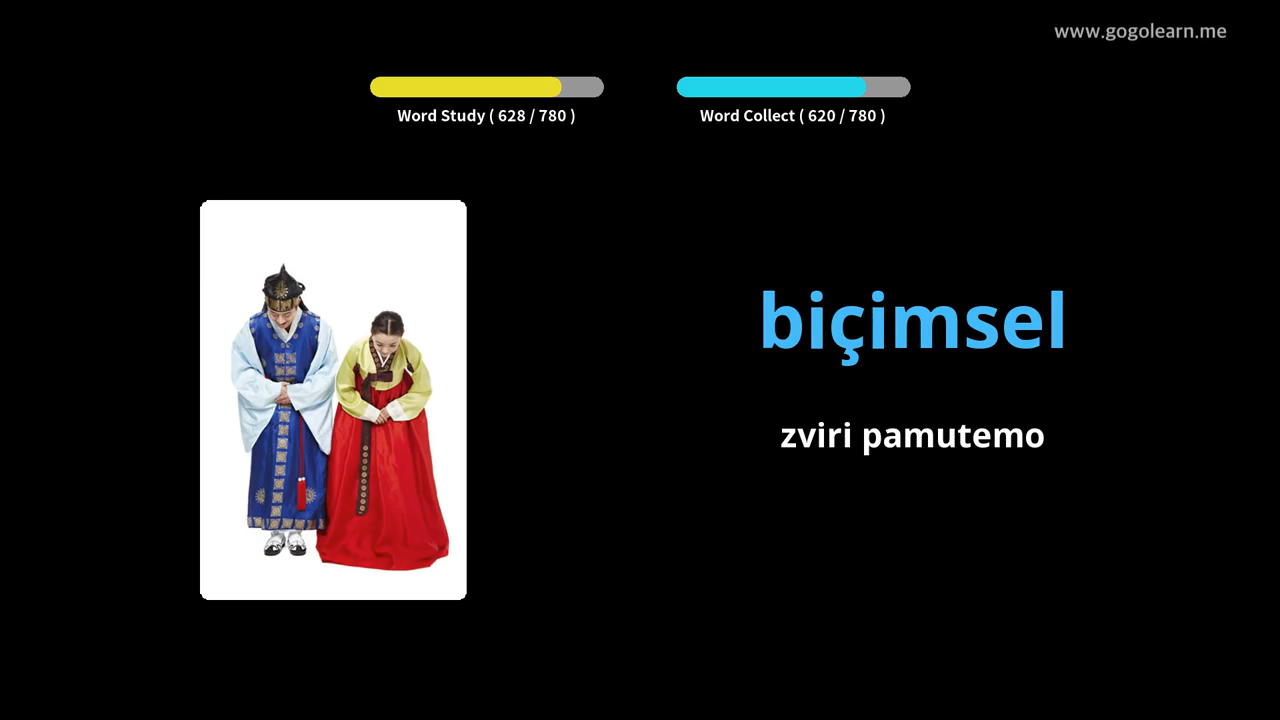 www.gogolearn.me
Word Study ( 628 / 780 )
Word Collect ( 620 / 780 )
biçimsel
zviri pamutemo